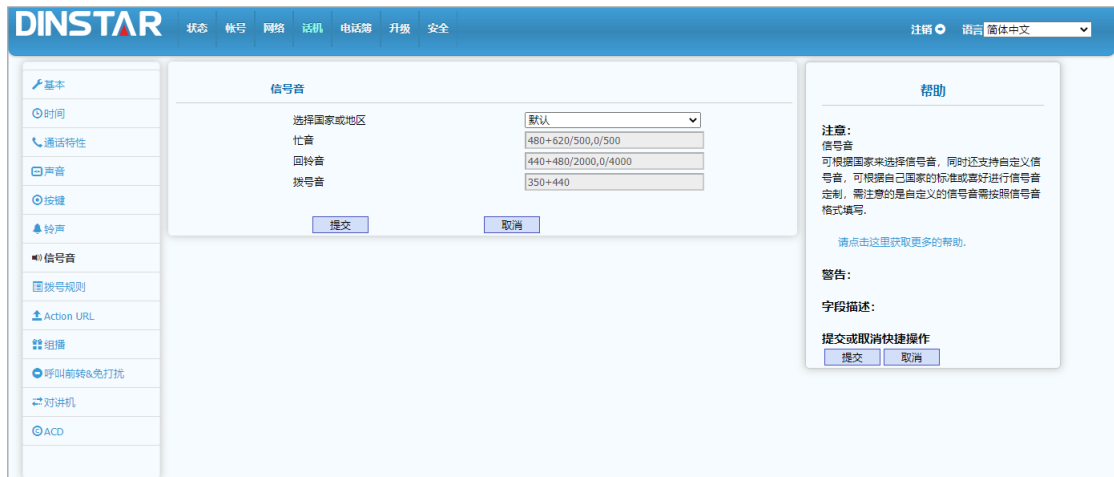 DINSTAR
状态 帐号 网络 话机 电话簿 升级 安全
注销 语言 简体中文
基本
时间
通话特性
声音
按键
铃声
信号音
拨号规则
Action URL
组播
呼叫前转&免打扰
对讲机
ACD
信号音
选择国家或地区 默认
忙音 480+620/500,0/500
回铃音 440+480/2000,0/4000
拨号音 350+440
提交 取消
帮助
注意:
信号音
可根据国家来选择信号音, 同时还支持自定义信
号音, 可根据自己国家的标准或喜好进行信号音
定制, 需注意的是自定义的信号音需按照信号音
格式填写.
请点击这里获取更多的帮助.
警告:
字段描述:
提交或取消快捷操作
提交 取消